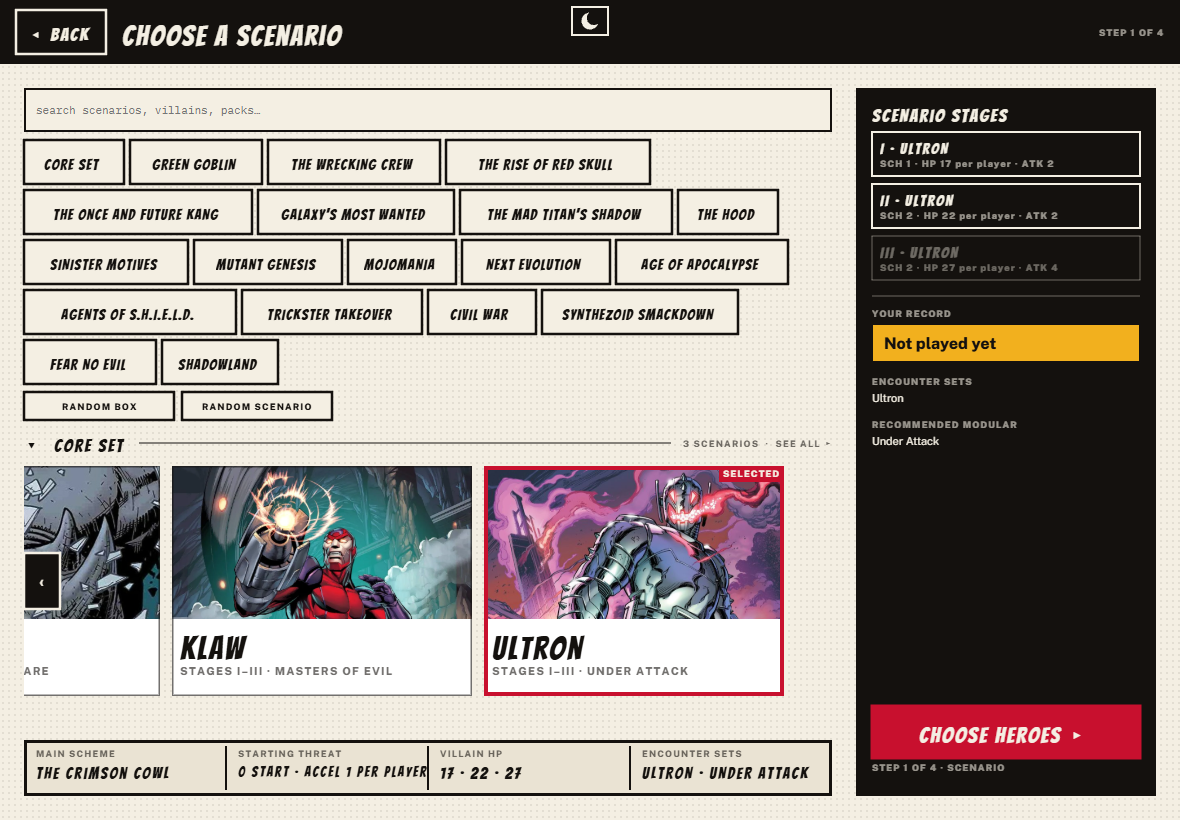 ◂ BACK
CHOOSE A SCENARIO
STEP 1 OF 4
search scenarios, villains, packs…
CORE SET
GREEN GOBLIN
THE WRECKING CREW
THE RISE OF RED SKULL
THE ONCE AND FUTURE KANG
GALAXY'S MOST WANTED
THE MAD TITAN'S SHADOW
THE HOOD
SINISTER MOTIVES
MUTANT GENESIS
MOJOMANIA
NEXT EVOLUTION
AGE OF APOCALYPSE
AGENTS OF S.H.I.E.L.D.
TRICKSTER TAKEOVER
CIVIL WAR
SYNTHEZOID SMACKDOWN
FEAR NO EVIL
SHADOWLAND
RANDOM BOX
RANDOM SCENARIO
▾ CORE SET
3 SCENARIOS · SEE ALL ▸
‹
ARE
KLAW
STAGES I–III · MASTERS OF EVIL
SELECTED
ULTRON
STAGES I–III · UNDER ATTACK
MAIN SCHEME
THE CRIMSON COWL
STARTING THREAT
0 START · ACCEL 1 PER PLAYER
VILLAIN HP
17 · 22 · 27
ENCOUNTER SETS
ULTRON · UNDER ATTACK
SCENARIO STAGES
I · ULTRON
SCH 1 · HP 17 per player · ATK 2
II · ULTRON
SCH 2 · HP 22 per player · ATK 2
III · ULTRON
SCH 2 · HP 27 per player · ATK 4
YOUR RECORD
Not played yet
ENCOUNTER SETS
Ultron
RECOMMENDED MODULAR
Under Attack
CHOOSE HEROES ▸
STEP 1 OF 4 · SCENARIO